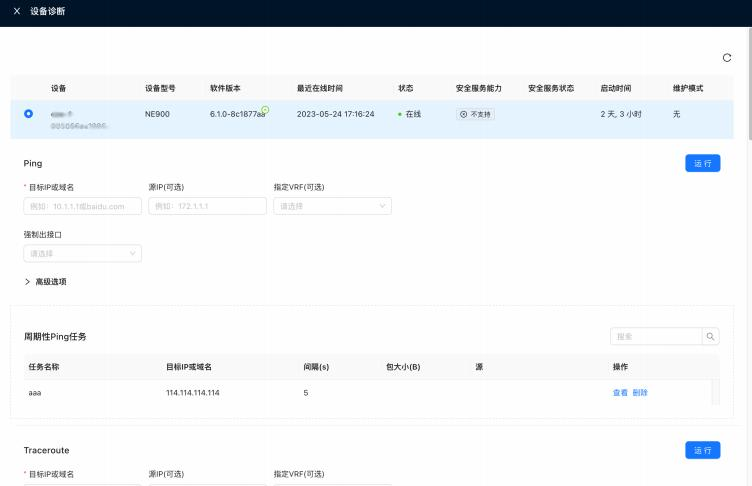 设备诊断
设备 设备型号 软件版本 最近在线时间 状态 安全服务能力 安全服务状态 启动时间 维护模式
NE900 6.1.0-8c1877aa 2023-05-24 17:16:24 在线 不支持 2 天, 3 小时 无
Ping 运 行
* 目标IP或域名 源IP(可选) 指定VRF(可选)
例如：10.1.1.1或baidu.com 例如：172.1.1.1 请选择
强制出接口
请选择
高级选项
周期性Ping任务 搜索
任务名称 目标IP或域名 间隔(s) 包大小(B) 源 操作
aaa 114.114.114.114 5 查看 删除
Traceroute 运 行
* 目标IP或域名 源IP(可选) 指定VRF(可选)